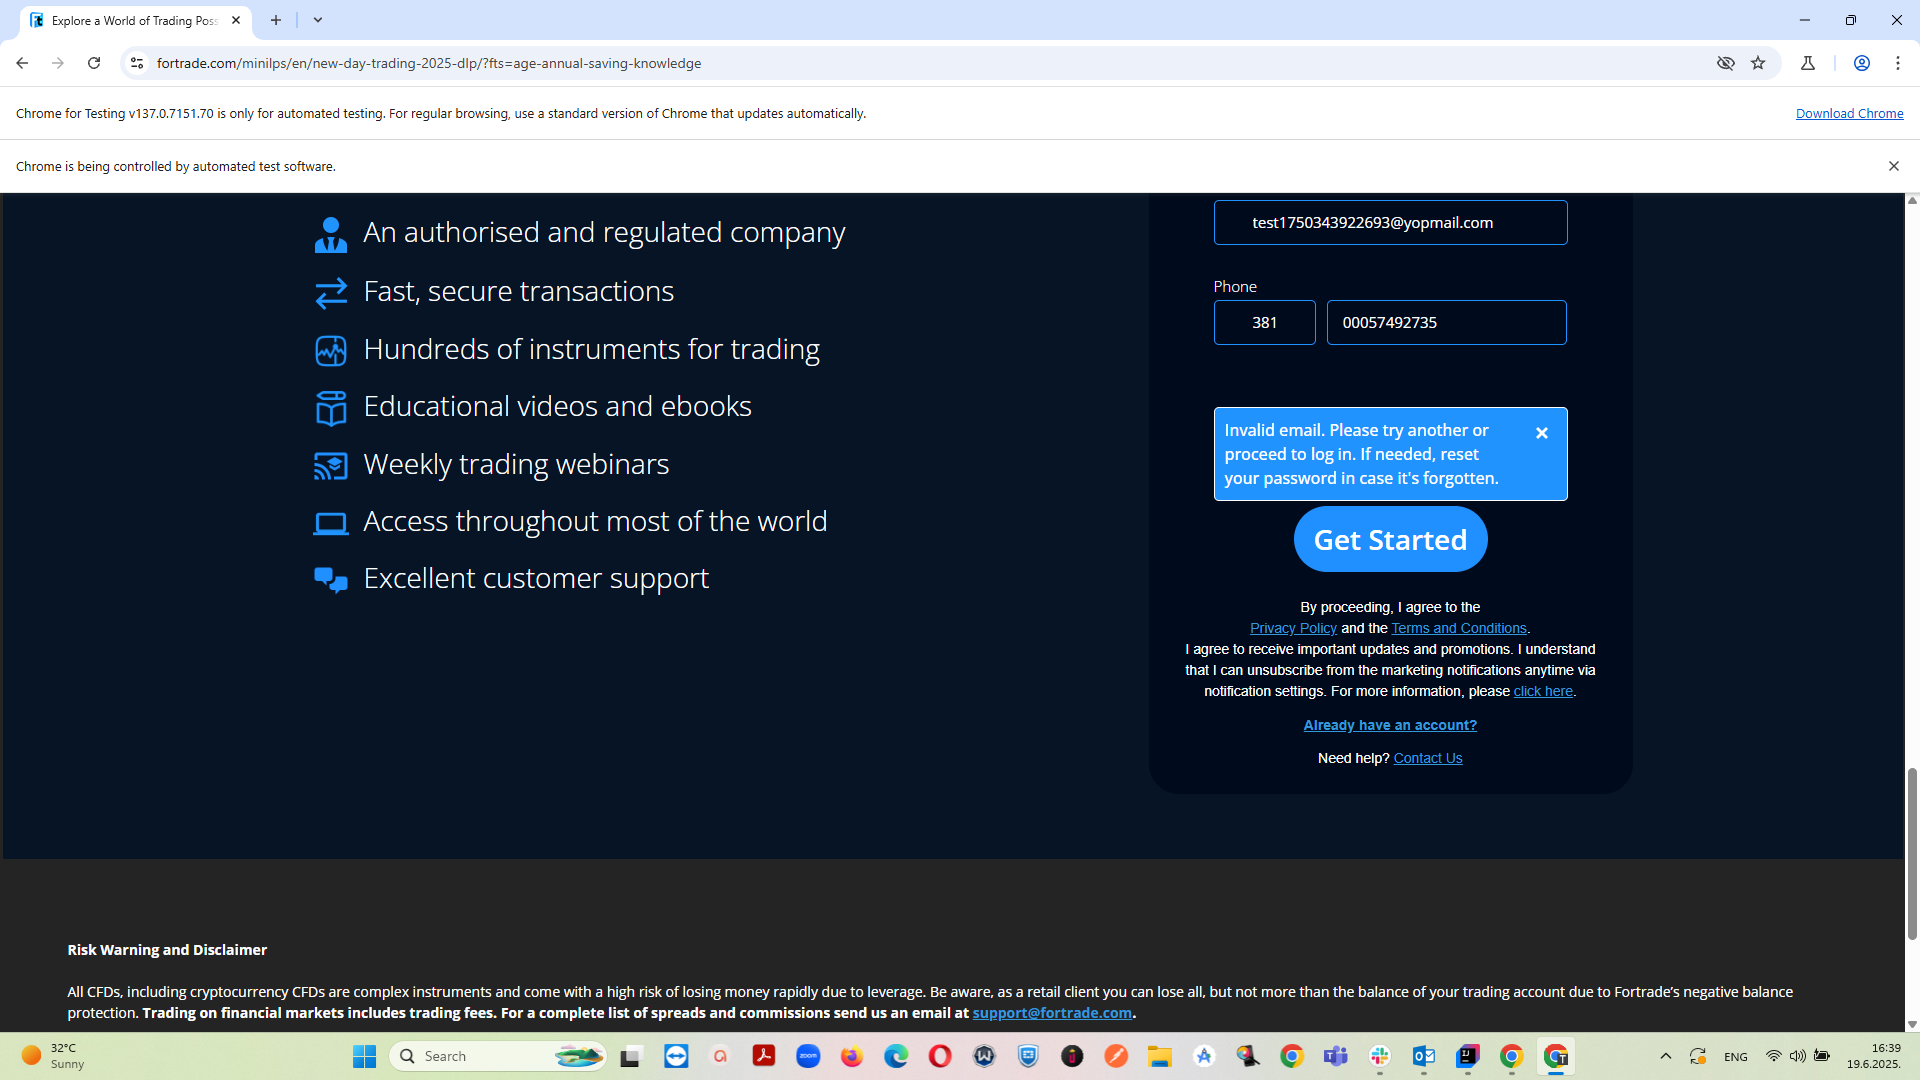 Explore a World of Trading Poss
fortrade.com/minilps/en/new-day-trading-2025-dlp/?fts=age-annual-saving-knowledge
Chrome for Testing v137.0.7151.70 is only for automated testing. For regular browsing, use a standard version of Chrome that updates automatically.
Download Chrome
Chrome is being controlled by automated test software.
An authorised and regulated company
Fast, secure transactions
Hundreds of instruments for trading
Educational videos and ebooks
Weekly trading webinars
Access throughout most of the world
Excellent customer support
test1750343922693@yopmail.com
Phone
381
00057492735
Invalid email. Please try another or
proceed to log in. If needed, reset
your password in case it's forgotten.
Get Started
By proceeding, I agree to the
Privacy Policy and the Terms and Conditions.
I agree to receive important updates and promotions. I understand
that I can unsubscribe from the marketing notifications anytime via
notification settings. For more information, please click here.
Already have an account?
Need help? Contact Us
Risk Warning and Disclaimer
All CFDs, including cryptocurrency CFDs are complex instruments and come with a high risk of losing money rapidly due to leverage. Be aware, as a retail client you can lose all, but not more than the balance of your trading account due to Fortrade’s negative balance
protection. Trading on financial markets includes trading fees. For a complete list of spreads and commissions send us an email at support@fortrade.com.
32°C
Sunny
Search
zoom
ENG
16:39
19.6.2025.